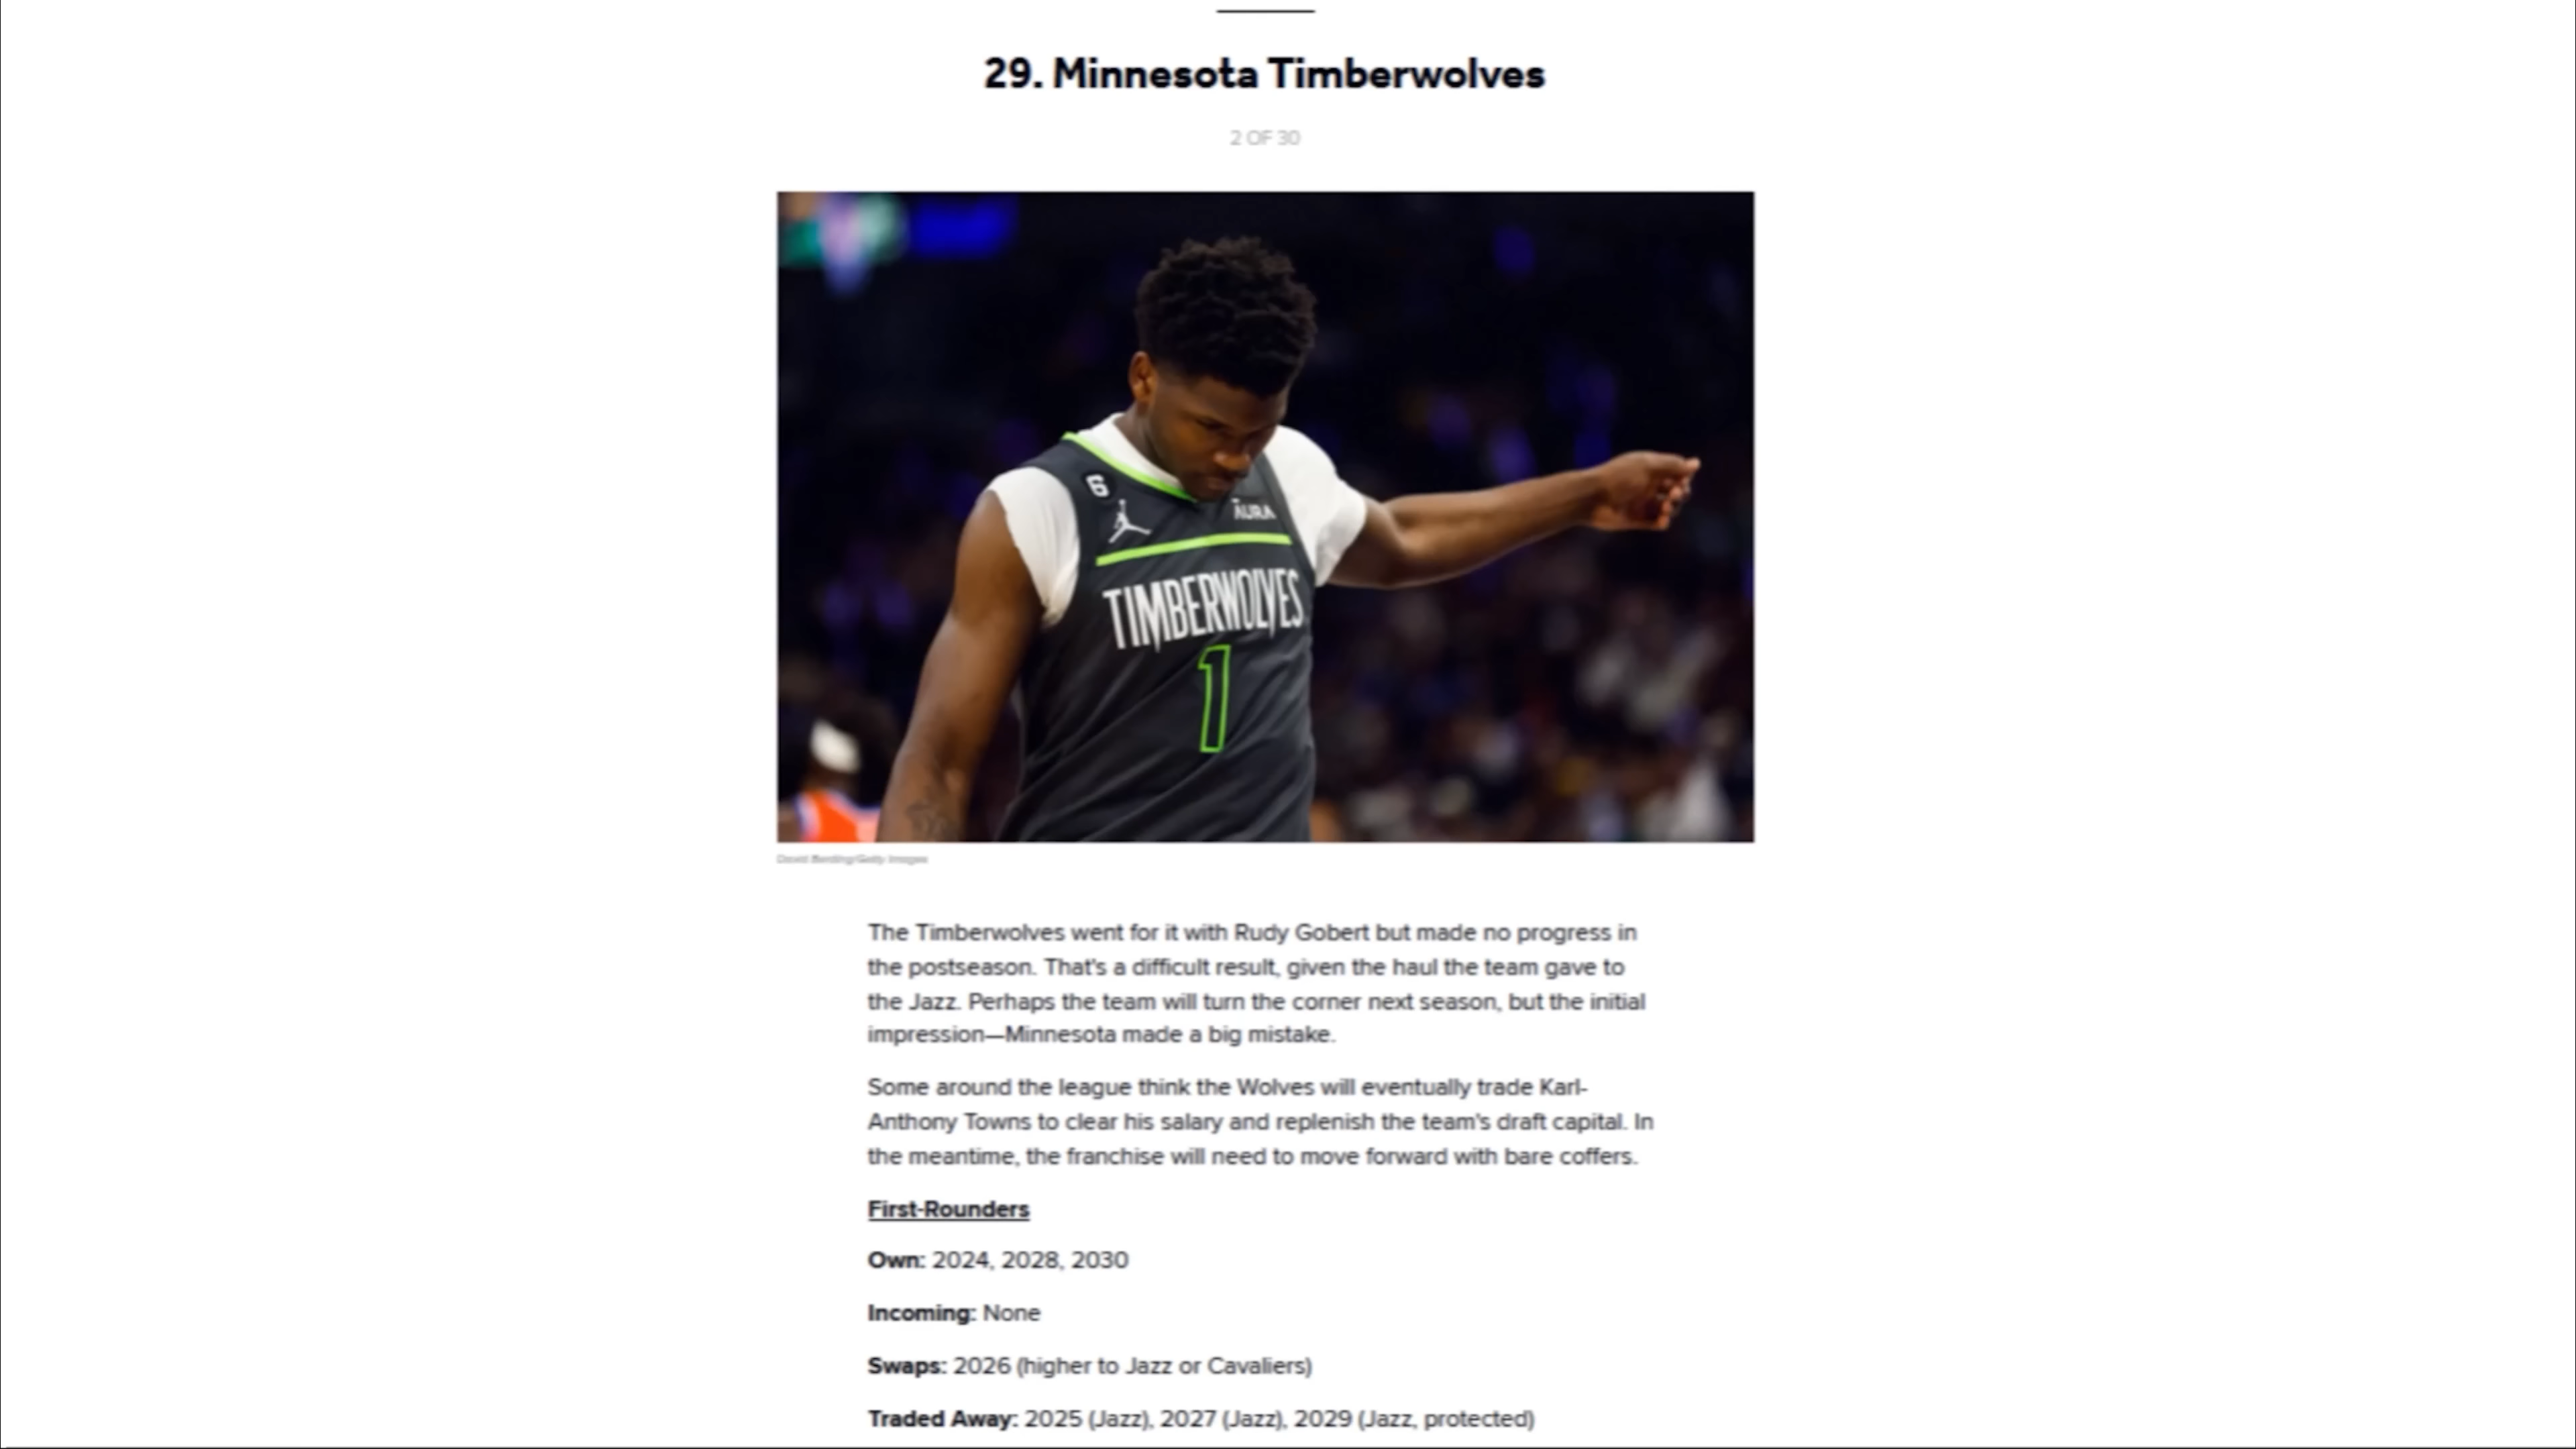 29. Minnesota Timberwolves
2 OF 30
6
AURA
TIMBERWOLVES
1
David Berding/Getty Images
The Timberwolves went for it with Rudy Gobert but made no progress in
the postseason. That's a difficult result, given the haul the team gave to
the Jazz. Perhaps the team will turn the corner next season, but the initial
impression—Minnesota made a big mistake.
Some around the league think the Wolves will eventually trade Karl-
Anthony Towns to clear his salary and replenish the team's draft capital. In
the meantime, the franchise will need to move forward with bare coffers.
First-Rounders
Own: 2024, 2028, 2030
Incoming: None
Swaps: 2026 (higher to Jazz or Cavaliers)
Traded Away: 2025 (Jazz), 2027 (Jazz), 2029 (Jazz, protected)